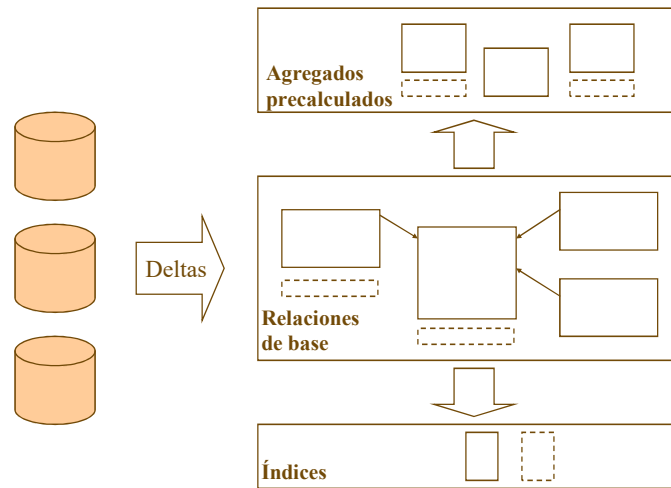 Agregados
precalculados
Deltas
Relaciones
de base
Índices